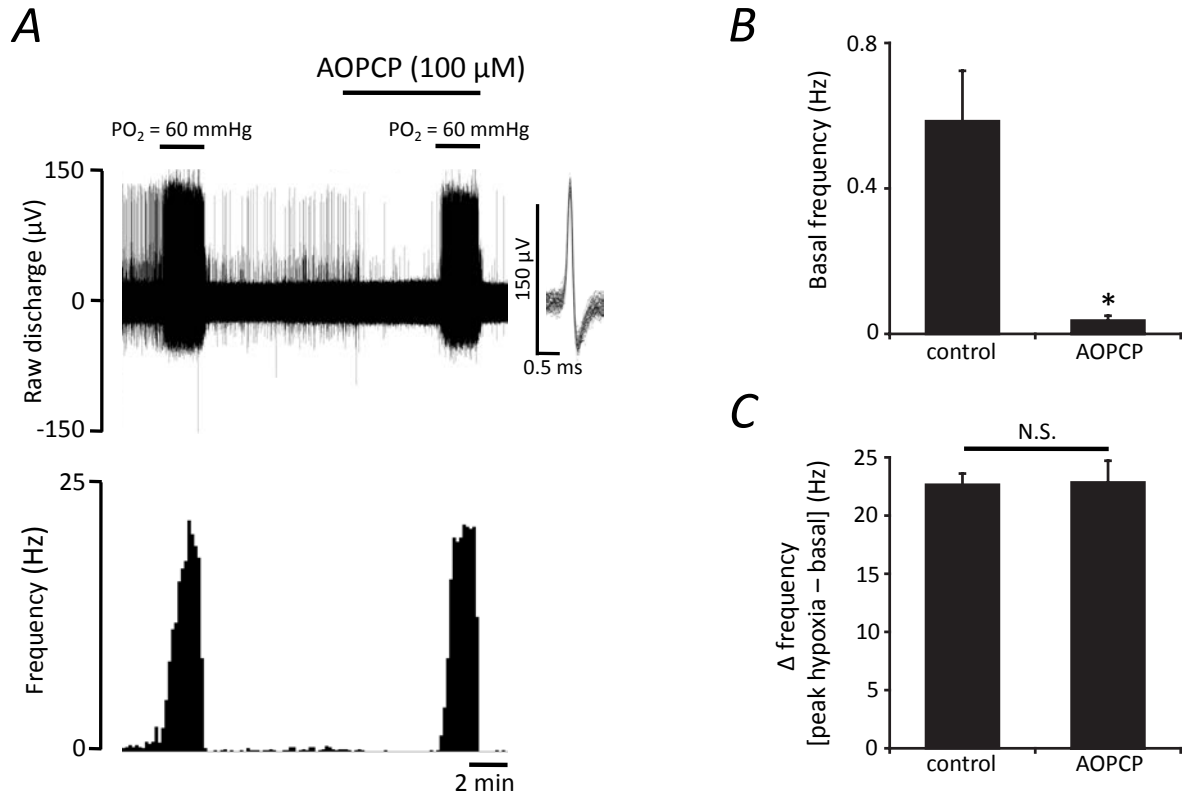 A
AOPCP (100 µM)
PO2 = 60 mmHg
PO2 = 60 mmHg
Raw discharge (µV)
150
0
-150
150 µV
0.5 ms
Frequency (Hz)
25
0
2 min
B
Basal frequency (Hz)
0.8
0.4
0
*
control
AOPCP
C
N.S.
Δ frequency
[peak hypoxia – basal] (Hz)
25
20
15
10
5
0
control
AOPCP